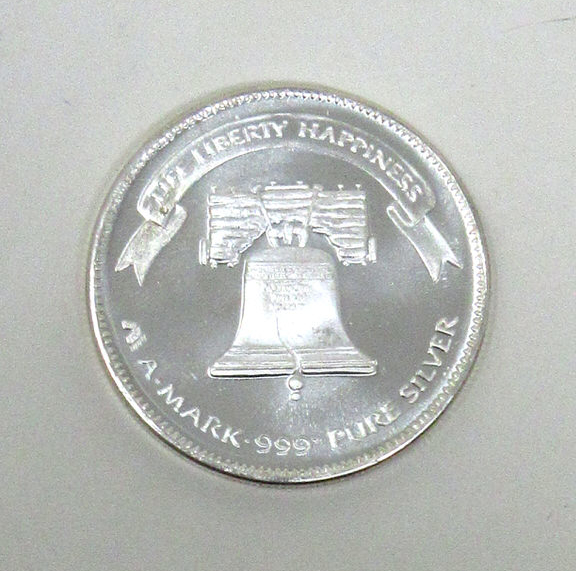 LIFE LIBERTY HAPPINESS
A-MARK · 999+ PURE SILVER